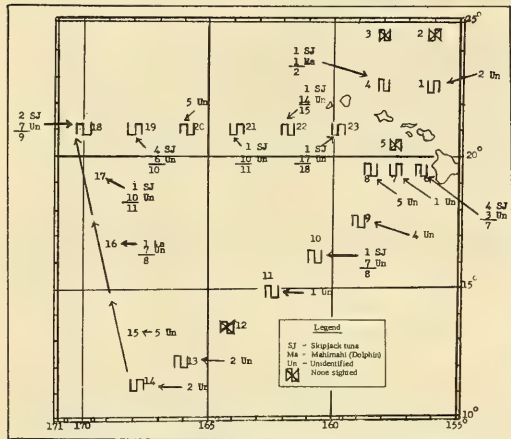 25°
3
2
1 SJ
1 Ma
2
4
1
2 Un
5 Un
1 SJ
14 Un
15
2 SJ
7 Un
9
18
19
20
21
22
23
4 SJ
6 Un
10
1 SJ
10 Un
11
1 SJ
17 Un
18
5
20°
17
1 SJ
10 Un
11
8
7
6
5 Un
1 Un
4 SJ
3 Un
7
9
4 Un
16
1 Ma
7 Un
8
10
1 SJ
7 Un
8
15°
11
1 Un
12
15
5 Un
Legend
SJ - Skipjack tuna
Ma - Mahimahi (Dolphin)
Un - Unidentified
None sighted
13
2 Un
14
2 Un
10°
171°
170°
165°
160°
155°